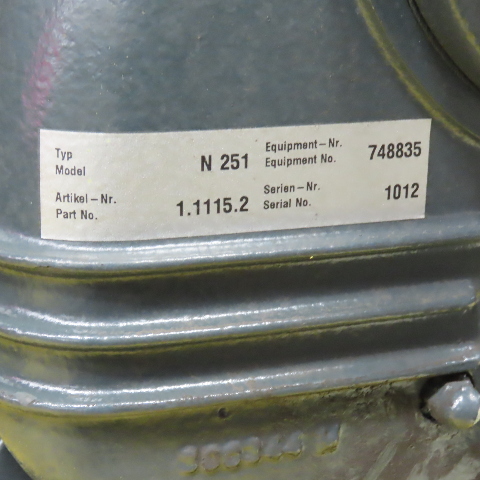 Typ
Model N 251
Equipment-Nr.
Equipment No. 748835
Artikel-Nr.
Part No. 1.1115.2
Serien-Nr.
Serial No. 1012